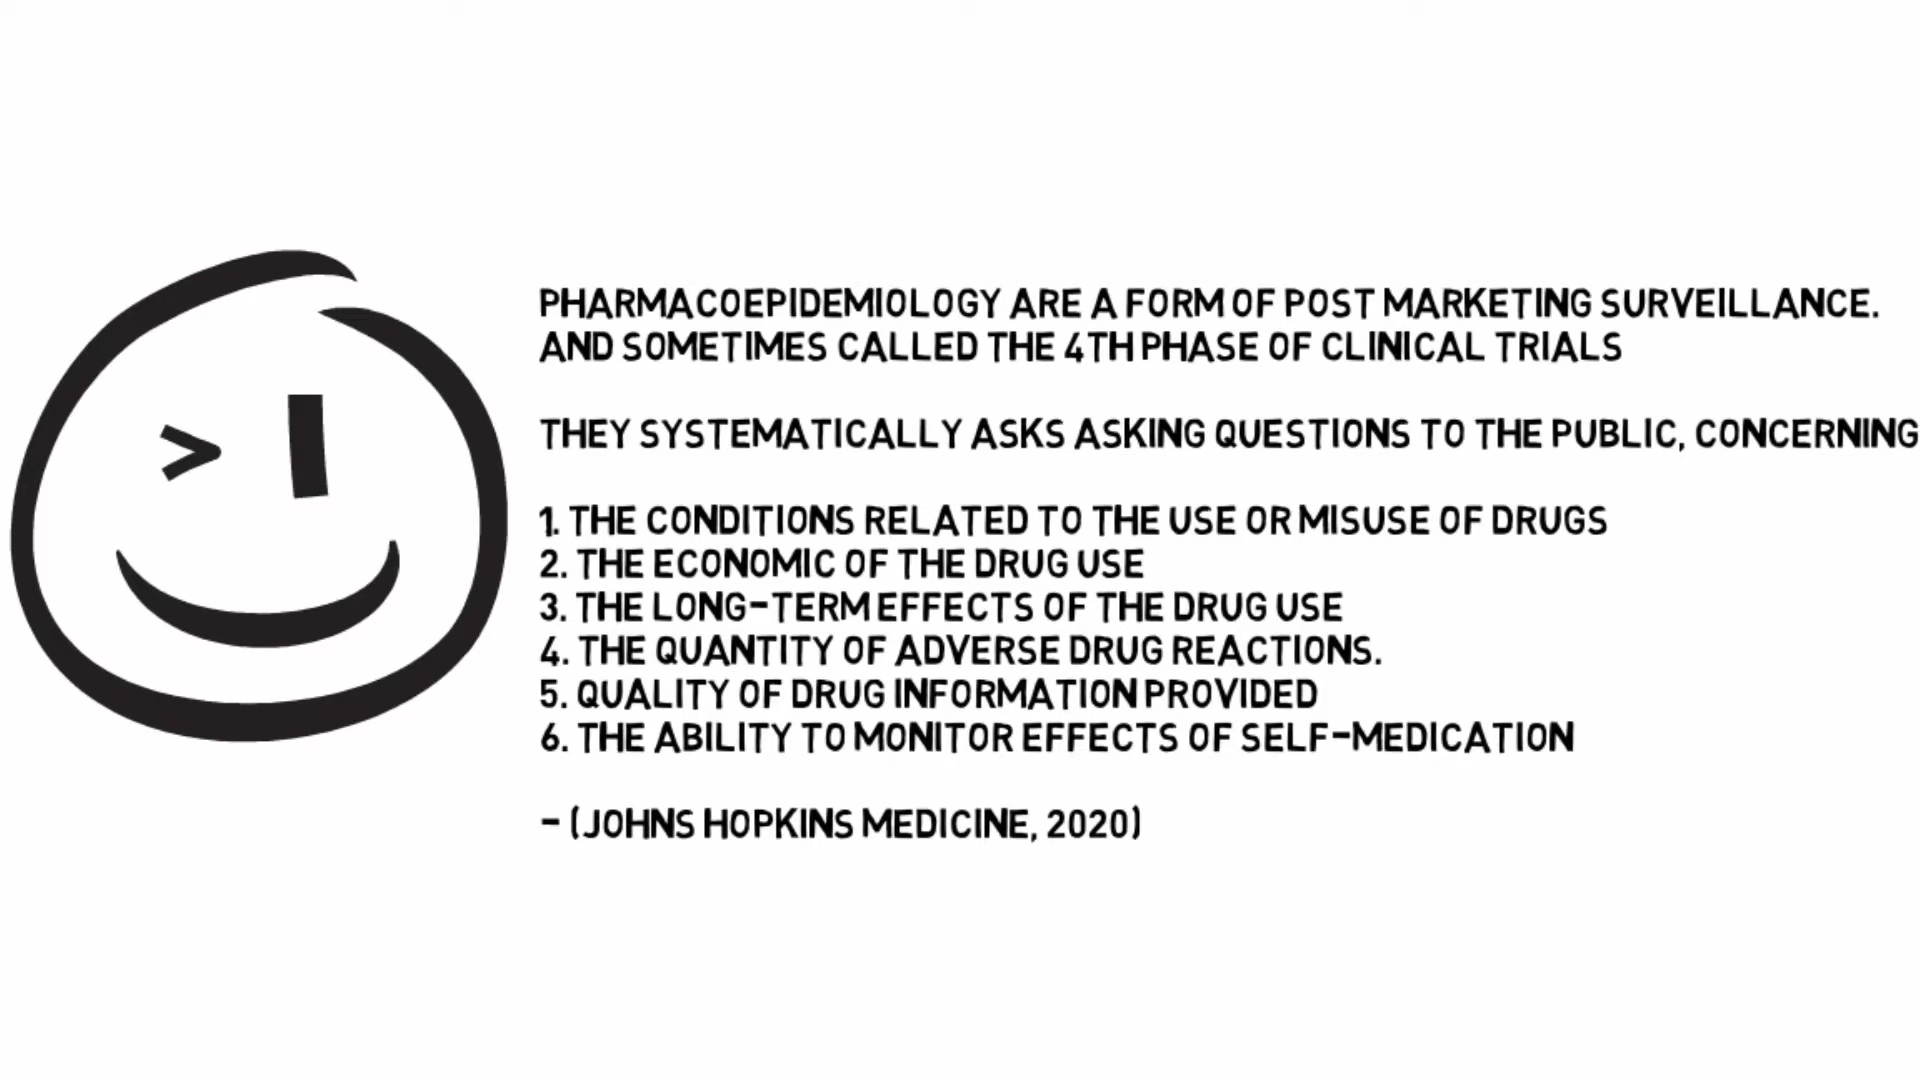 PHARMACOEPIDEMIOLOGY ARE A FORM OF POST MARKETING SURVEILLANCE.
AND SOMETIMES CALLED THE 4TH PHASE OF CLINICAL TRIALS
THEY SYSTEMATICALLY ASKS ASKING QUESTIONS TO THE PUBLIC, CONCERNING
1. THE CONDITIONS RELATED TO THE USE OR MISUSE OF DRUGS
2. THE ECONOMIC OF THE DRUG USE
3. THE LONG-TERM EFFECTS OF THE DRUG USE
4. THE QUANTITY OF ADVERSE DRUG REACTIONS.
5. QUALITY OF DRUG INFORMATION PROVIDED
6. THE ABILITY TO MONITOR EFFECTS OF SELF-MEDICATION
- (JOHNS HOPKINS MEDICINE, 2020)